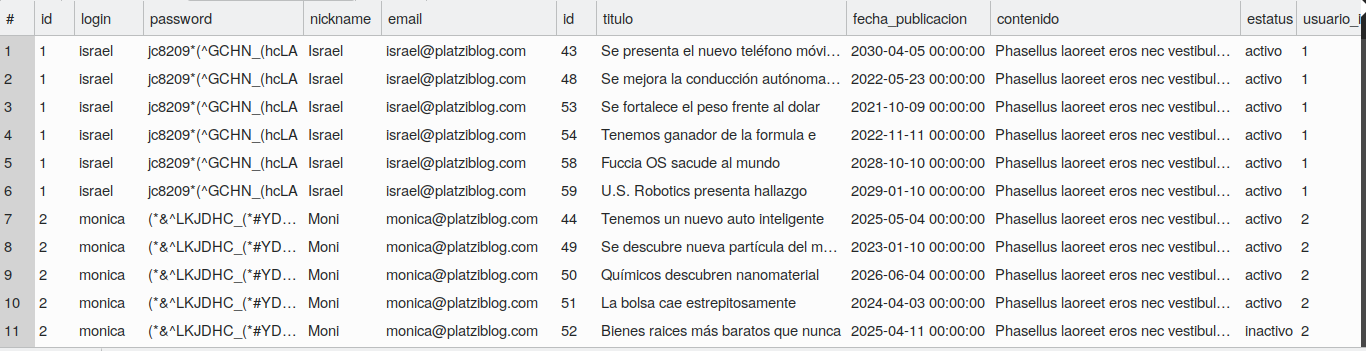 # id login password nickname email id titulo fecha_publicacion contenido estatus usuario_i
1 1 israel jc8209*(^GCHN_(hcLA Israel israel@platziblog.com 43 Se presenta el nuevo teléfono móvi... 2030-04-05 00:00:00 Phasellus laoreet eros nec vestibul... activo 1
2 1 israel jc8209*(^GCHN_(hcLA Israel israel@platziblog.com 48 Se mejora la conducción autónoma... 2022-05-23 00:00:00 Phasellus laoreet eros nec vestibul... activo 1
3 1 israel jc8209*(^GCHN_(hcLA Israel israel@platziblog.com 53 Se fortalece el peso frente al dolar 2021-10-09 00:00:00 Phasellus laoreet eros nec vestibul... activo 1
4 1 israel jc8209*(^GCHN_(hcLA Israel israel@platziblog.com 54 Tenemos ganador de la formula e 2022-11-11 00:00:00 Phasellus laoreet eros nec vestibul... activo 1
5 1 israel jc8209*(^GCHN_(hcLA Israel israel@platziblog.com 58 Fuccia OS sacude al mundo 2028-10-10 00:00:00 Phasellus laoreet eros nec vestibul... activo 1
6 1 israel jc8209*(^GCHN_(hcLA Israel israel@platziblog.com 59 U.S. Robotics presenta hallazgo 2029-01-10 00:00:00 Phasellus laoreet eros nec vestibul... activo 1
7 2 monica (*&^LKJDHC_(*#YD... Moni monica@platziblog.com 44 Tenemos un nuevo auto inteligente 2025-05-04 00:00:00 Phasellus laoreet eros nec vestibul... activo 2
8 2 monica (*&^LKJDHC_(*#YD... Moni monica@platziblog.com 49 Se descubre nueva partícula del m... 2023-01-10 00:00:00 Phasellus laoreet eros nec vestibul... activo 2
9 2 monica (*&^LKJDHC_(*#YD... Moni monica@platziblog.com 50 Químicos descubren nanomaterial 2026-06-04 00:00:00 Phasellus laoreet eros nec vestibul... activo 2
10 2 monica (*&^LKJDHC_(*#YD... Moni monica@platziblog.com 51 La bolsa cae estrepitosamente 2024-04-03 00:00:00 Phasellus laoreet eros nec vestibul... activo 2
11 2 monica (*&^LKJDHC_(*#YD... Moni monica@platziblog.com 52 Bienes raices más baratos que nunca 2025-04-11 00:00:00 Phasellus laoreet eros nec vestibul... inactivo 2